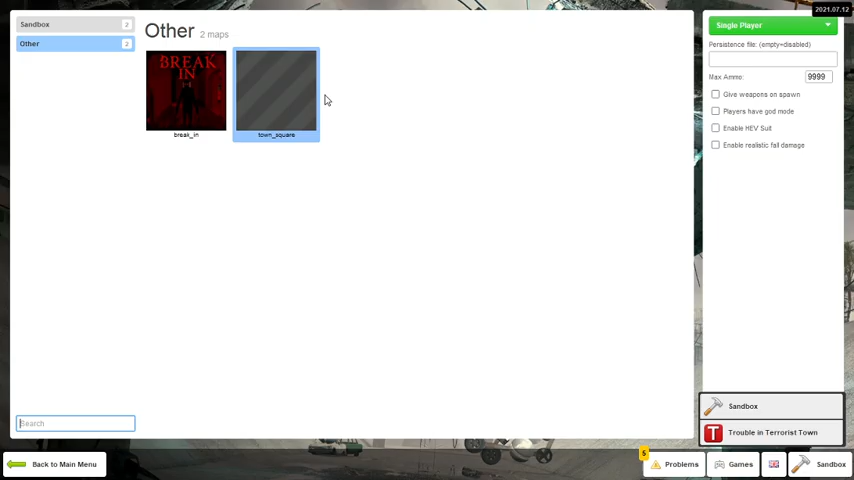 2021.07.12
Sandbox 2
Other 2
Other 2 maps
BREAK
IN
break_in
town_square
Search
Single Player
Persistence file: (empty=disabled)
Max Ammo: 9999
Give weapons on spawn
Players have god mode
Enable HEV Suit
Enable realistic fall damage
Sandbox
T Trouble in Terrorist Town
Back to Main Menu
6
Problems
Games
Sandbox